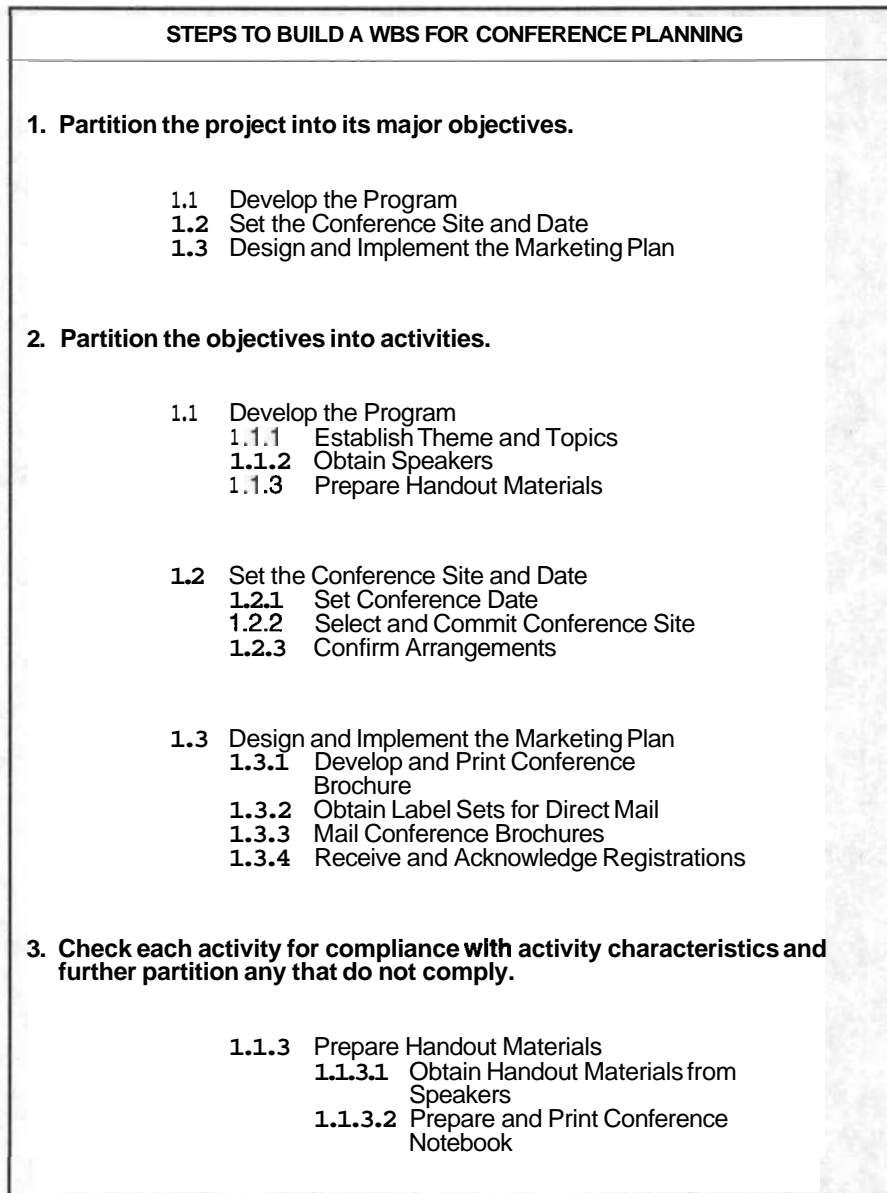 STEPS TO BUILD A WBS FOR CONFERENCE PLANNING
1. Partition the project into its major objectives.
1.1 Develop the Program
1.2 Set the Conference Site and Date
1.3 Design and Implement the Marketing Plan
2. Partition the objectives into activities.
1.1 Develop the Program
1.1.1 Establish Theme and Topics
1.1.2 Obtain Speakers
1.1.3 Prepare Handout Materials
1.2 Set the Conference Site and Date
1.2.1 Set Conference Date
1.2.2 Select and Commit Conference Site
1.2.3 Confirm Arrangements
1.3 Design and Implement the Marketing Plan
1.3.1 Develop and Print Conference
Brochure
1.3.2 Obtain Label Sets for Direct Mail
1.3.3 Mail Conference Brochures
1.3.4 Receive and Acknowledge Registrations
3. Check each activity for compliance with activity characteristics and
further partition any that do not comply.
1.1.3 Prepare Handout Materials
1.1.3.1 Obtain Handout Materials from
Speakers
1.1.3.2 Prepare and Print Conference
Notebook